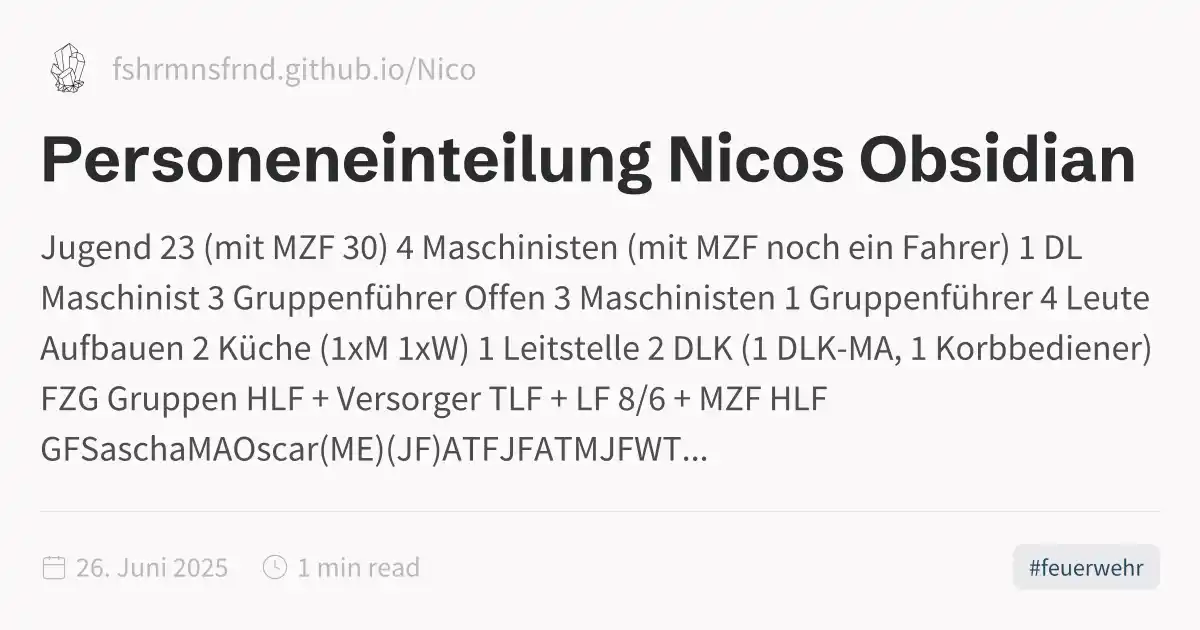 fshrmnsfrnd.github.io/Nico
Personeneinteilung Nicos Obsidian
Jugend 23 (mit MZF 30) 4 Maschinisten (mit MZF noch ein Fahrer) 1 DL
Maschinist 3 Gruppenführer Offen 3 Maschinisten 1 Gruppenführer 4 Leute
Aufbauen 2 Küche (1xM 1xW) 1 Leitstelle 2 DLK (1 DLK-MA, 1 Korbbediener)
FZG Gruppen HLF + Versorger TLF + LF 8/6 + MZF HLF
GFSaschaMAOscar(ME)(JF)ATFJFATMJFWT...
26. Juni 2025 1 min read
#feuerwehr